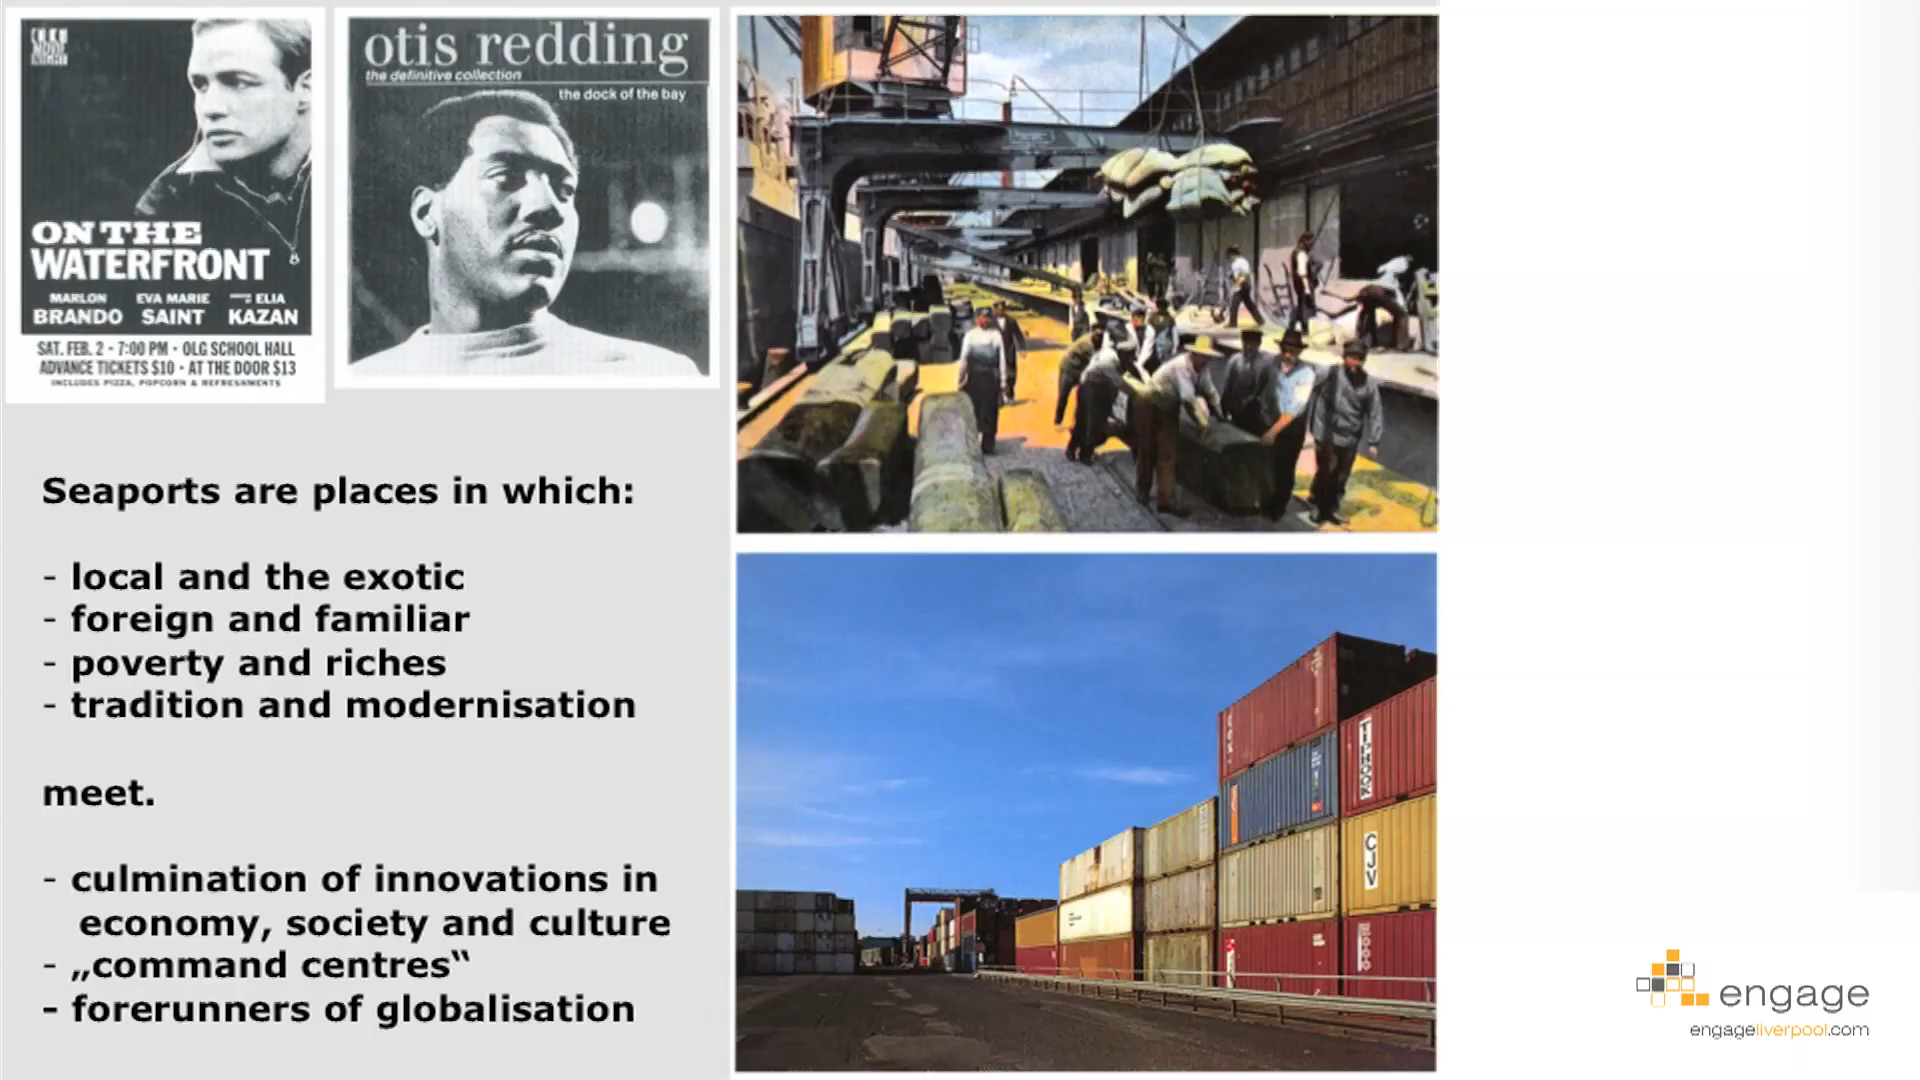 MOVIE
NIGHT
ON THE
WATERFRONT
MARLON
BRANDO
EVA MARIE
SAINT
ELIA
KAZAN
SAT. FEB. 2 - 7:00 PM - OLG SCHOOL HALL
ADVANCE TICKETS $10 - AT THE DOOR $13
INCLUDES PIZZA, POPCORN & REFRESHMENTS
otis redding
the definitive collection
the dock of the bay
Seaports are places in which:
- local and the exotic
- foreign and familiar
- poverty and riches
- tradition and modernisation
meet.
- culmination of innovations in
economy, society and culture
- „command centres“
- forerunners of globalisation
TIPHOOK
CJV
engage
engageliverpool.com